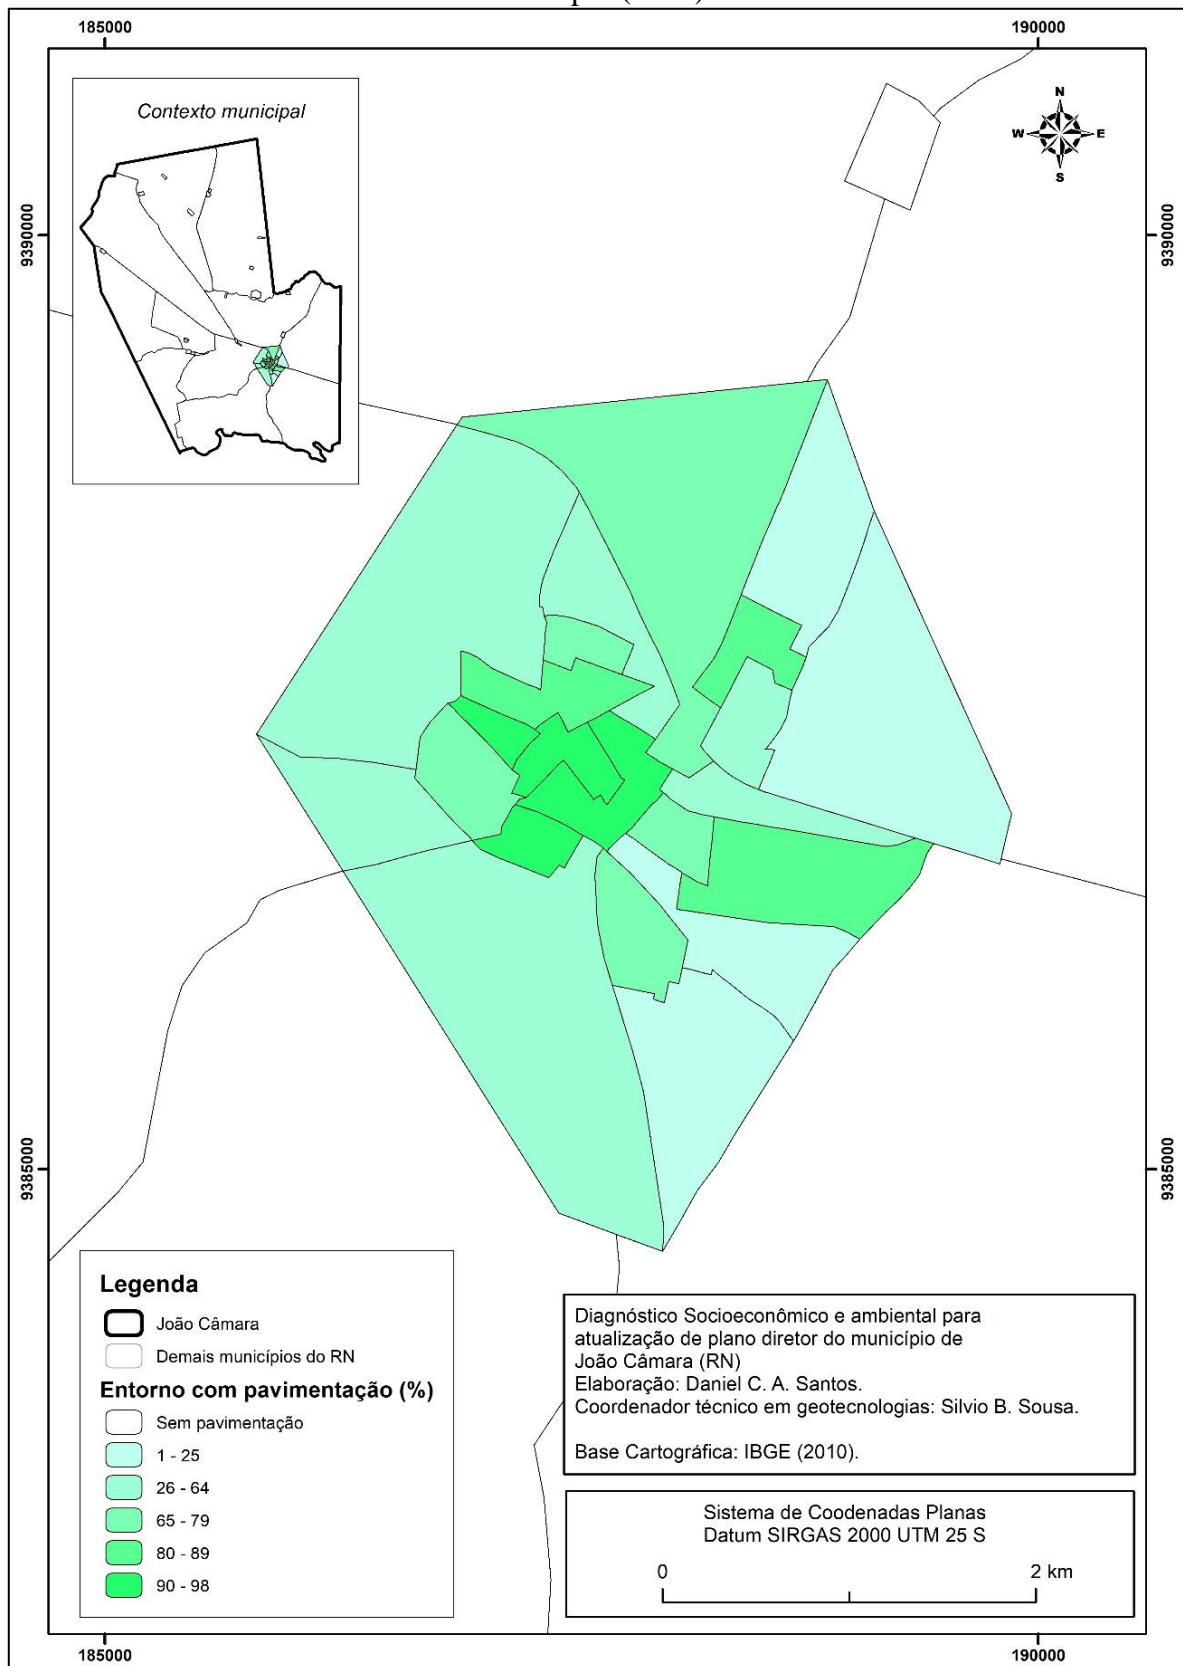 185000
190000
Contexto municipal
N
W
E
S
9390000
9390000
9385000
9385000
Legenda
João Câmara
Demais municípios do RN
Entorno com pavimentação (%)
Sem pavimentação
1 - 25
26 - 64
65 - 79
80 - 89
90 - 98
Diagnóstico Socioeconômico e ambiental para
atualização de plano diretor do município de
João Câmara (RN)
Elaboração: Daniel C. A. Santos.
Coordenador técnico em geotecnologias: Silvio B. Sousa.
Base Cartográfica: IBGE (2010).
Sistema de Coodenadas Planas
Datum SIRGAS 2000 UTM 25 S
0
2 km
185000
190000